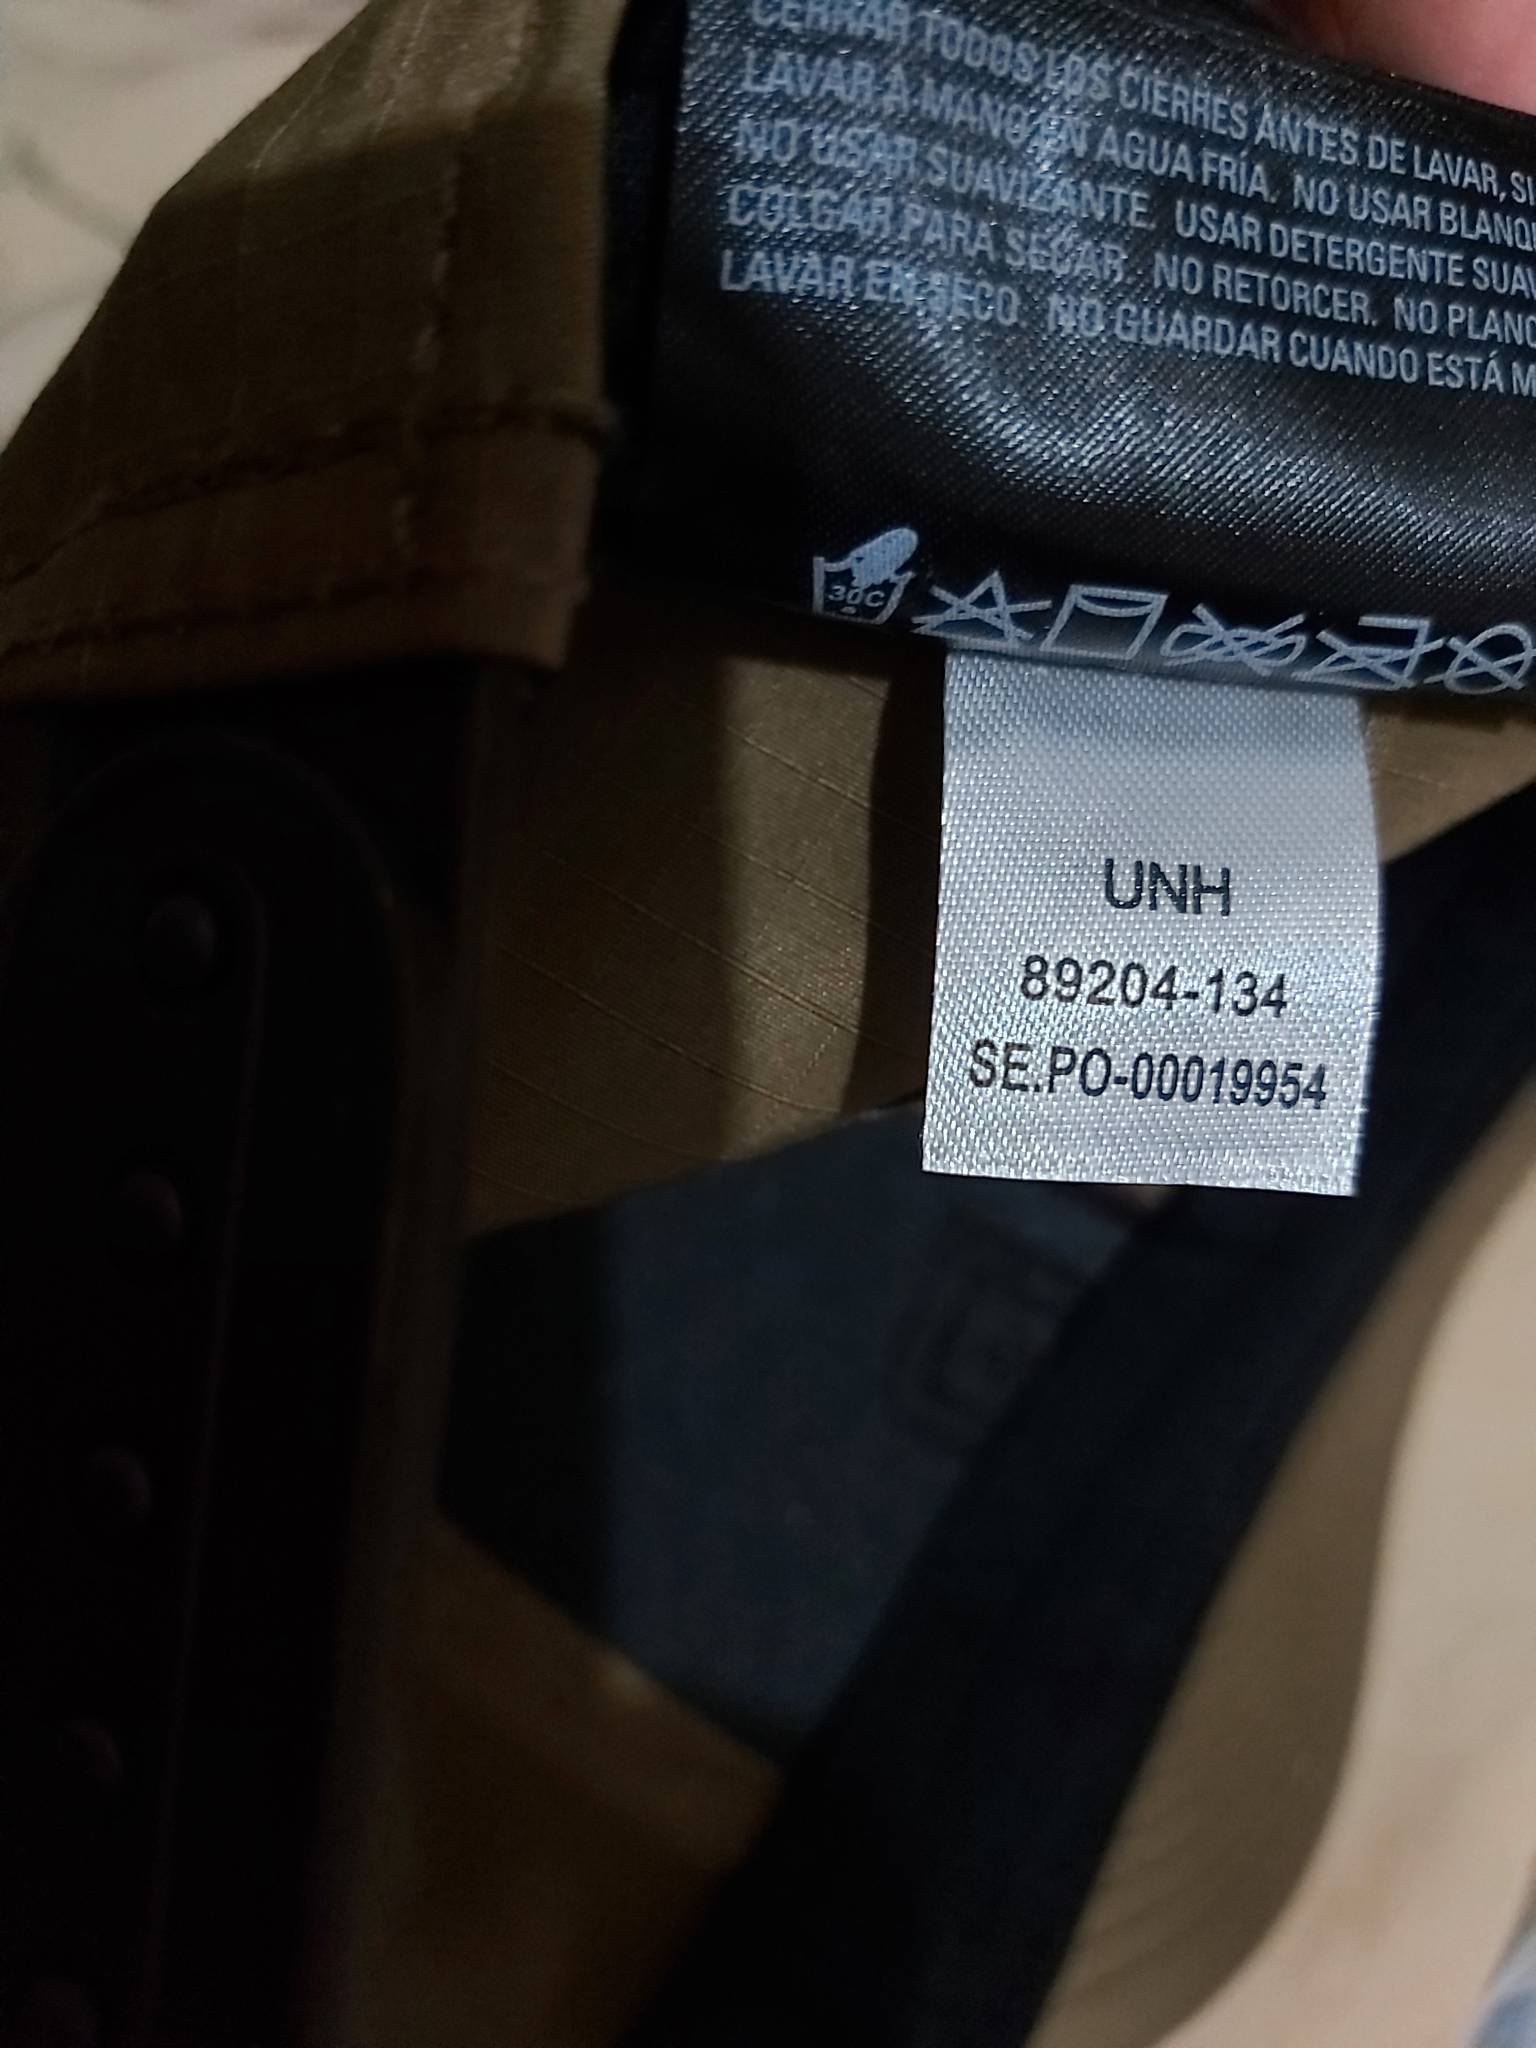 CERRAR TODOS LOS CIERRES ANTES DE LAVAR, SI
LAVAR A MANO EN AGUA FRÍA. NO USAR BLANQU
NO USAR SUAVIZANTE USAR DETERGENTE SUAV
COLGAR PARA SECAR NO RETORCER. NO PLANC
LAVAR EN SECO NO GUARDAR CUANDO ESTÁ M
30C
UNH
89204-134
SE.PO-00019954